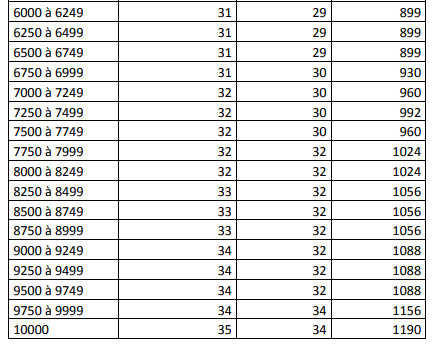 6000 à 6249 31 29 899
6250 à 6499 31 29 899
6500 à 6749 31 29 899
6750 à 6999 31 30 930
7000 à 7249 32 30 960
7250 à 7499 32 30 992
7500 à 7749 32 30 960
7750 à 7999 32 32 1024
8000 à 8249 32 32 1024
8250 à 8499 33 32 1056
8500 à 8749 33 32 1056
8750 à 8999 33 32 1056
9000 à 9249 34 32 1088
9250 à 9499 34 32 1088
9500 à 9749 34 32 1088
9750 à 9999 34 34 1156
10000 35 34 1190